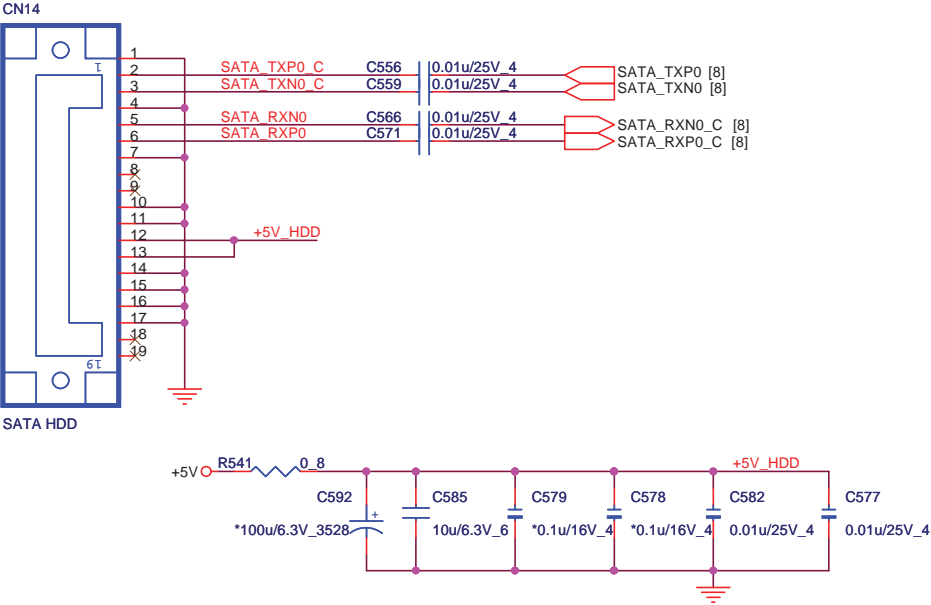 CN14
1
1
2 SATA_TXP0_C C556 0.01u/25V_4 SATA_TXP0 [8]
3 SATA_TXN0_C C559 0.01u/25V_4 SATA_TXN0 [8]
4
5 SATA_RXN0 C566 0.01u/25V_4 SATA_RXN0_C [8]
6 SATA_RXP0 C571 0.01u/25V_4 SATA_RXP0_C [8]
7
8
9
10
11
12 +5V_HDD
13
14
15
16
17
18
19
19
SATA HDD
+5V R541 0_8 +5V_HDD
C592 C585 C579 C578 C582 C577
+
*100u/6.3V_3528 10u/6.3V_6 *0.1u/16V_4 *0.1u/16V_4 0.01u/25V_4 0.01u/25V_4